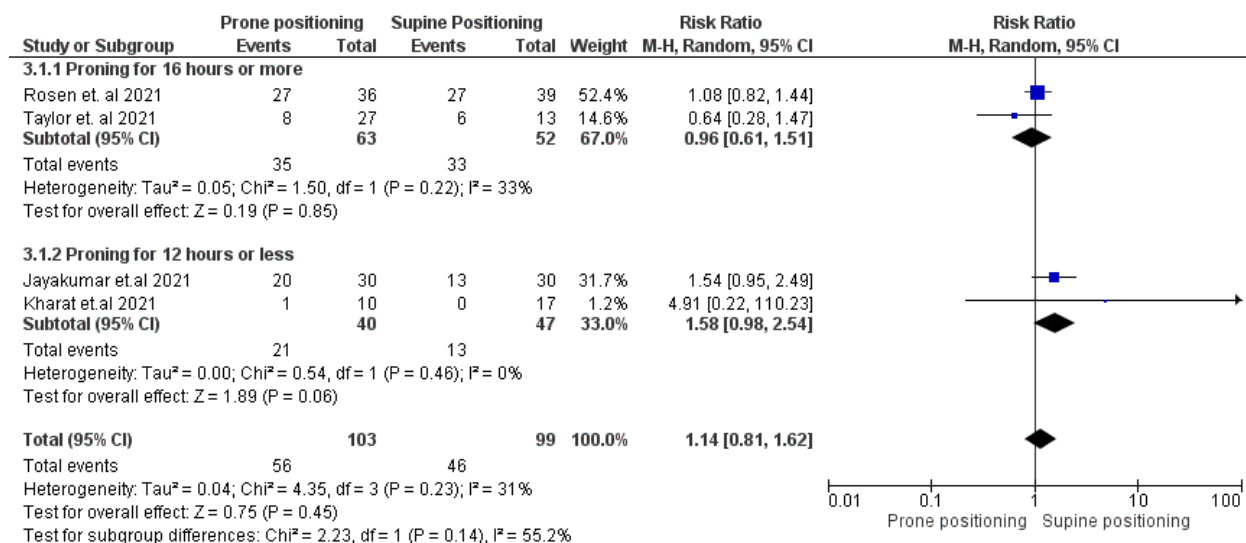 Prone positioning Supine Positioning Risk Ratio Risk Ratio
Study or Subgroup Events Total Events Total Weight M-H, Random, 95% CI M-H, Random, 95% CI
3.1.1 Proning for 16 hours or more
Rosen et. al 2021 27 36 27 39 52.4% 1.08 [0.82, 1.44]
Taylor et. al 2021 8 27 6 13 14.6% 0.64 [0.28, 1.47]
Subtotal (95% CI) 63 52 67.0% 0.96 [0.61, 1.51]
Total events 35 33
Heterogeneity: Tau² = 0.05; Chi² = 1.50, df = 1 (P = 0.22); I² = 33%
Test for overall effect: Z = 0.19 (P = 0.85)
3.1.2 Proning for 12 hours or less
Jayakumar et.al 2021 20 30 13 30 31.7% 1.54 [0.95, 2.49]
Kharat et.al 2021 1 10 0 17 1.2% 4.91 [0.22, 110.23]
Subtotal (95% CI) 40 47 33.0% 1.58 [0.98, 2.54]
Total events 21 13
Heterogeneity: Tau² = 0.00; Chi² = 0.54, df = 1 (P = 0.46); I² = 0%
Test for overall effect: Z = 1.89 (P = 0.06)
Total (95% CI) 103 99 100.0% 1.14 [0.81, 1.62]
Total events 56 46
Heterogeneity: Tau² = 0.04; Chi² = 4.35, df = 3 (P = 0.23); I² = 31%
Test for overall effect: Z = 0.75 (P = 0.45)
Test for subgroup differences: Chi² = 2.23, df = 1 (P = 0.14), I² = 55.2%
0.01 0.1 1 10 100
Prone positioning Supine positioning